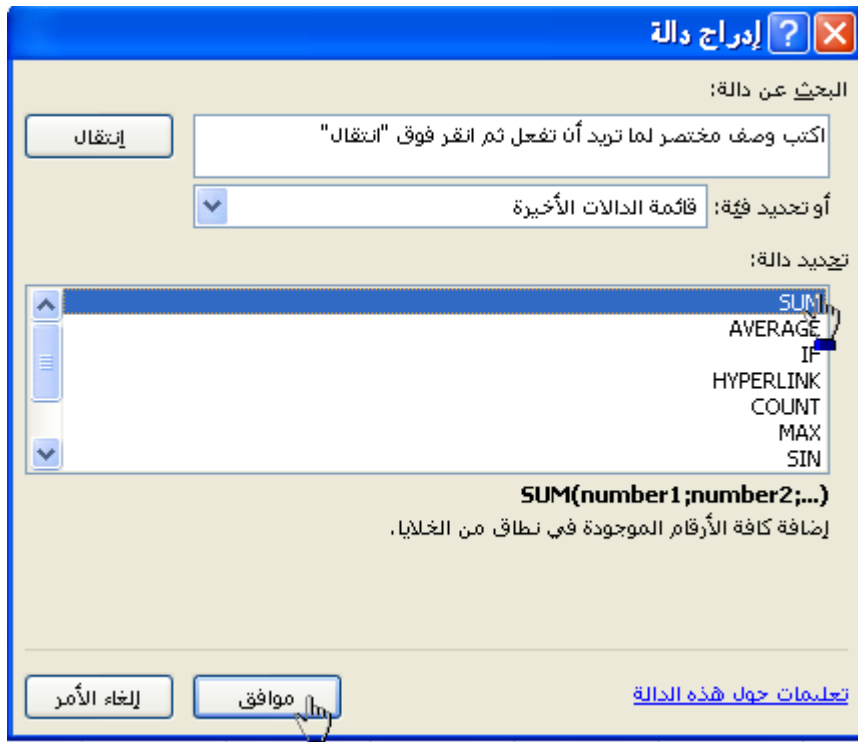 إدراج دالة
البحث عن دالة:
اكتب وصف مختصر لما تريد أن تفعل ثم انقر فوق "انتقال"
إنتقال
أو تحديد فئة: قائمة الدالات الأخيرة
تحديد دالة:
SUM
AVERAGE
IF
HYPERLINK
COUNT
MAX
SIN
SUM(number1;number2;...)
إضافة كافة الأرقام الموجودة في نطاق من الخلايا.
تعليمات حول هذه الدالة
موافق
إلغاء الأمر